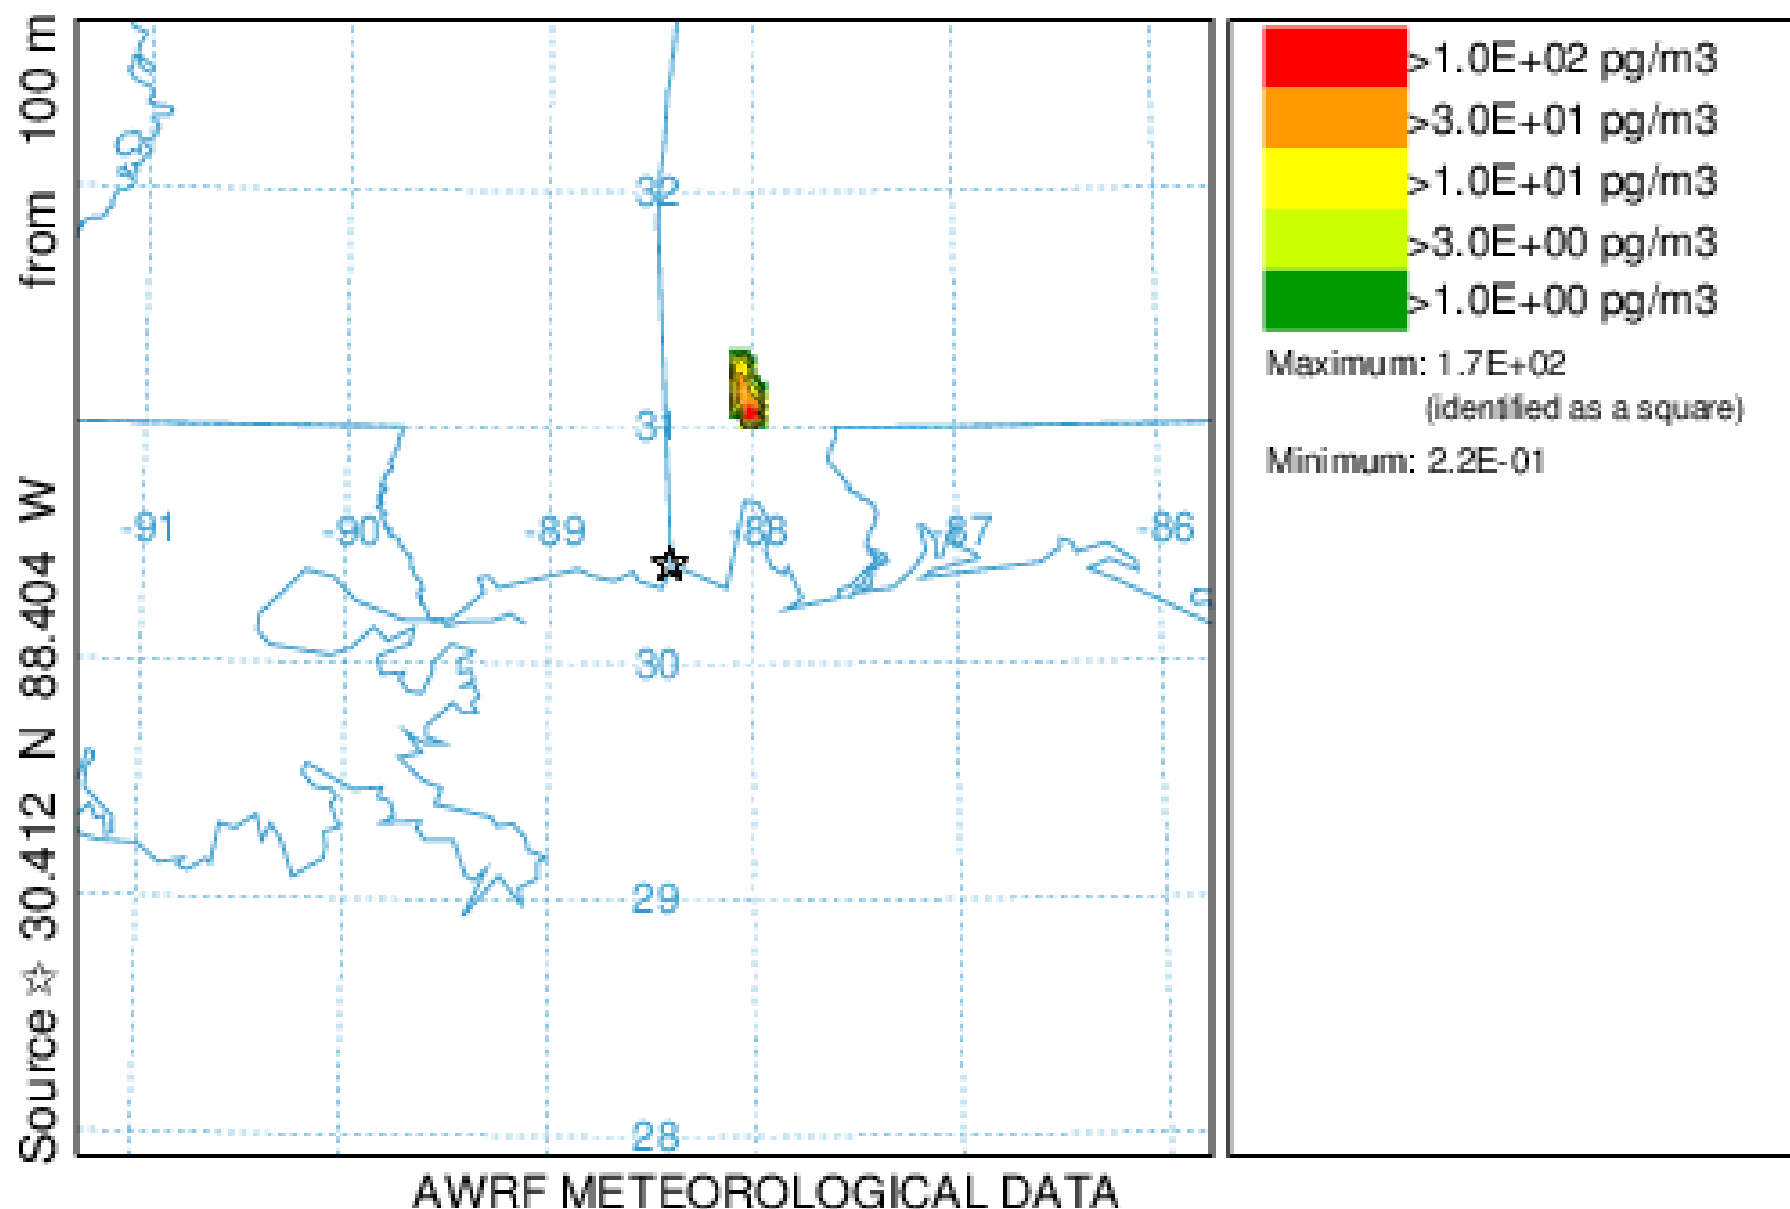 Source ☆ 30.412 N 88.404 W from 100 m
32
31
-91 -90 -89 -88 -87 -86
30
29
28
>1.0E+02 pg/m3
>3.0E+01 pg/m3
>1.0E+01 pg/m3
>3.0E+00 pg/m3
>1.0E+00 pg/m3
Maximum: 1.7E+02
(identified as a square)
Minimum: 2.2E-01
AWRF METEOROLOGICAL DATA